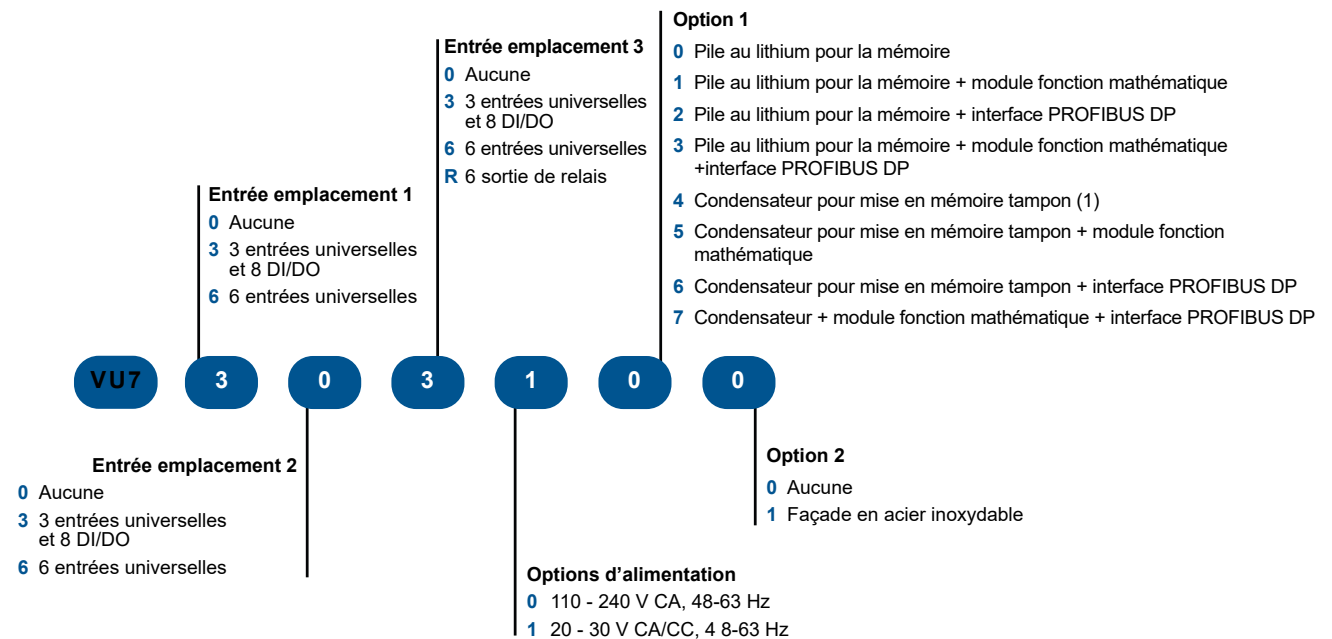 Option 1
0 Pile au lithium pour la mémoire
1 Pile au lithium pour la mémoire + module fonction mathématique
2 Pile au lithium pour la mémoire + interface PROFIBUS DP
3 Pile au lithium pour la mémoire + module fonction mathématique
+interface PROFIBUS DP
4 Condensateur pour mise en mémoire tampon (1)
5 Condensateur pour mise en mémoire tampon + module fonction
mathématique
6 Condensateur pour mise en mémoire tampon + interface PROFIBUS DP
7 Condensateur + module fonction mathématique + interface PROFIBUS DP
Entrée emplacement 3
0 Aucune
3 3 entrées universelles
et 8 DI/DO
6 6 entrées universelles
R 6 sortie de relais
Entrée emplacement 1
0 Aucune
3 3 entrées universelles
et 8 DI/DO
6 6 entrées universelles
VU7 3 0 3 1 0 0
Entrée emplacement 2
0 Aucune
3 3 entrées universelles
et 8 DI/DO
6 6 entrées universelles
Option 2
0 Aucune
1 Façade en acier inoxydable
Options d'alimentation
0 110 - 240 V CA, 48-63 Hz
1 20 - 30 V CA/CC, 4 8-63 Hz